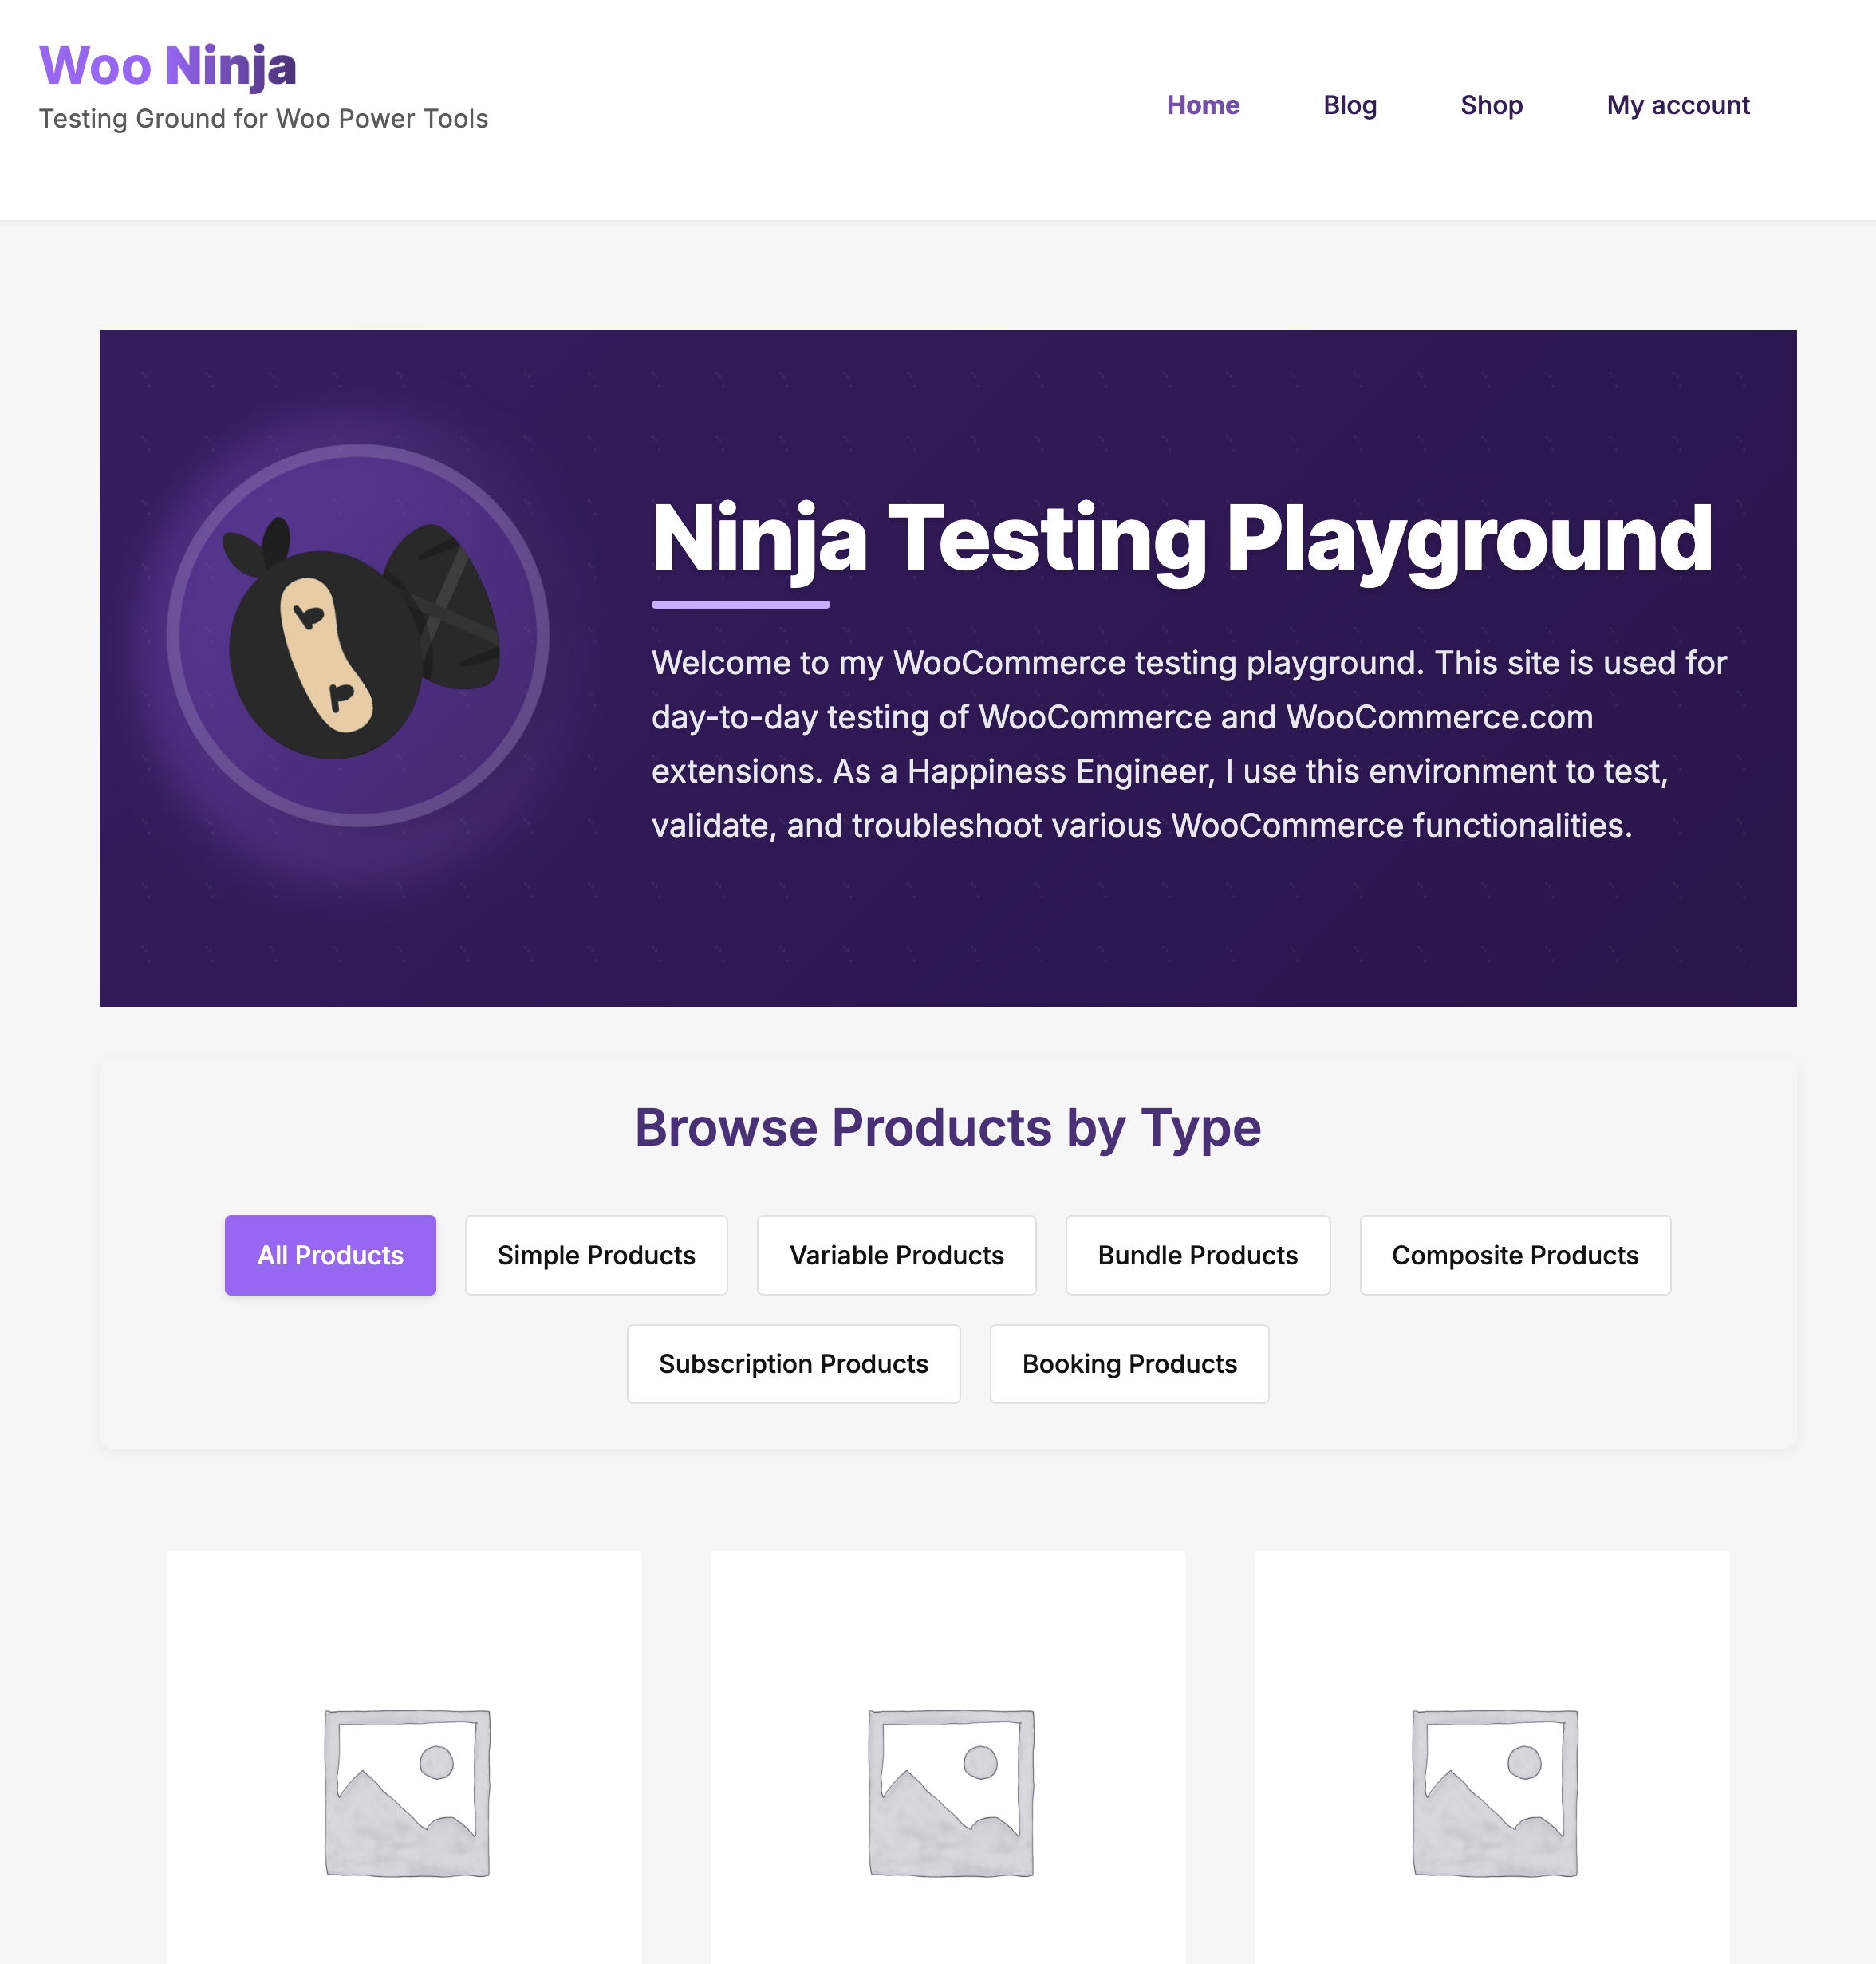 Woo Ninja
Testing Ground for Woo Power Tools
Home Blog Shop My account
Ninja Testing Playground
Welcome to my WooCommerce testing playground. This site is used for
day-to-day testing of WooCommerce and WooCommerce.com
extensions. As a Happiness Engineer, I use this environment to test,
validate, and troubleshoot various WooCommerce functionalities.
Browse Products by Type
All Products Simple Products Variable Products Bundle Products Composite Products
Subscription Products Booking Products